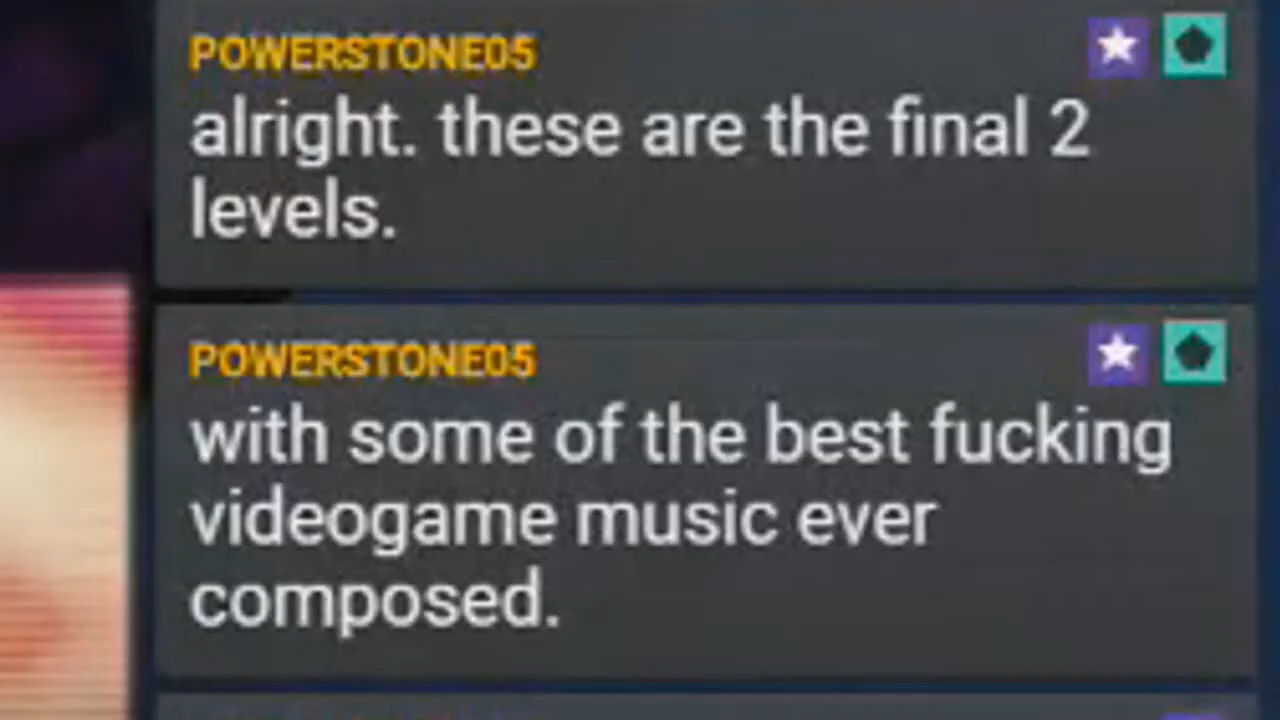 POWERSTONE05
alright. these are the final 2
levels.
POWERSTONE05
with some of the best fucking
videogame music ever
composed.